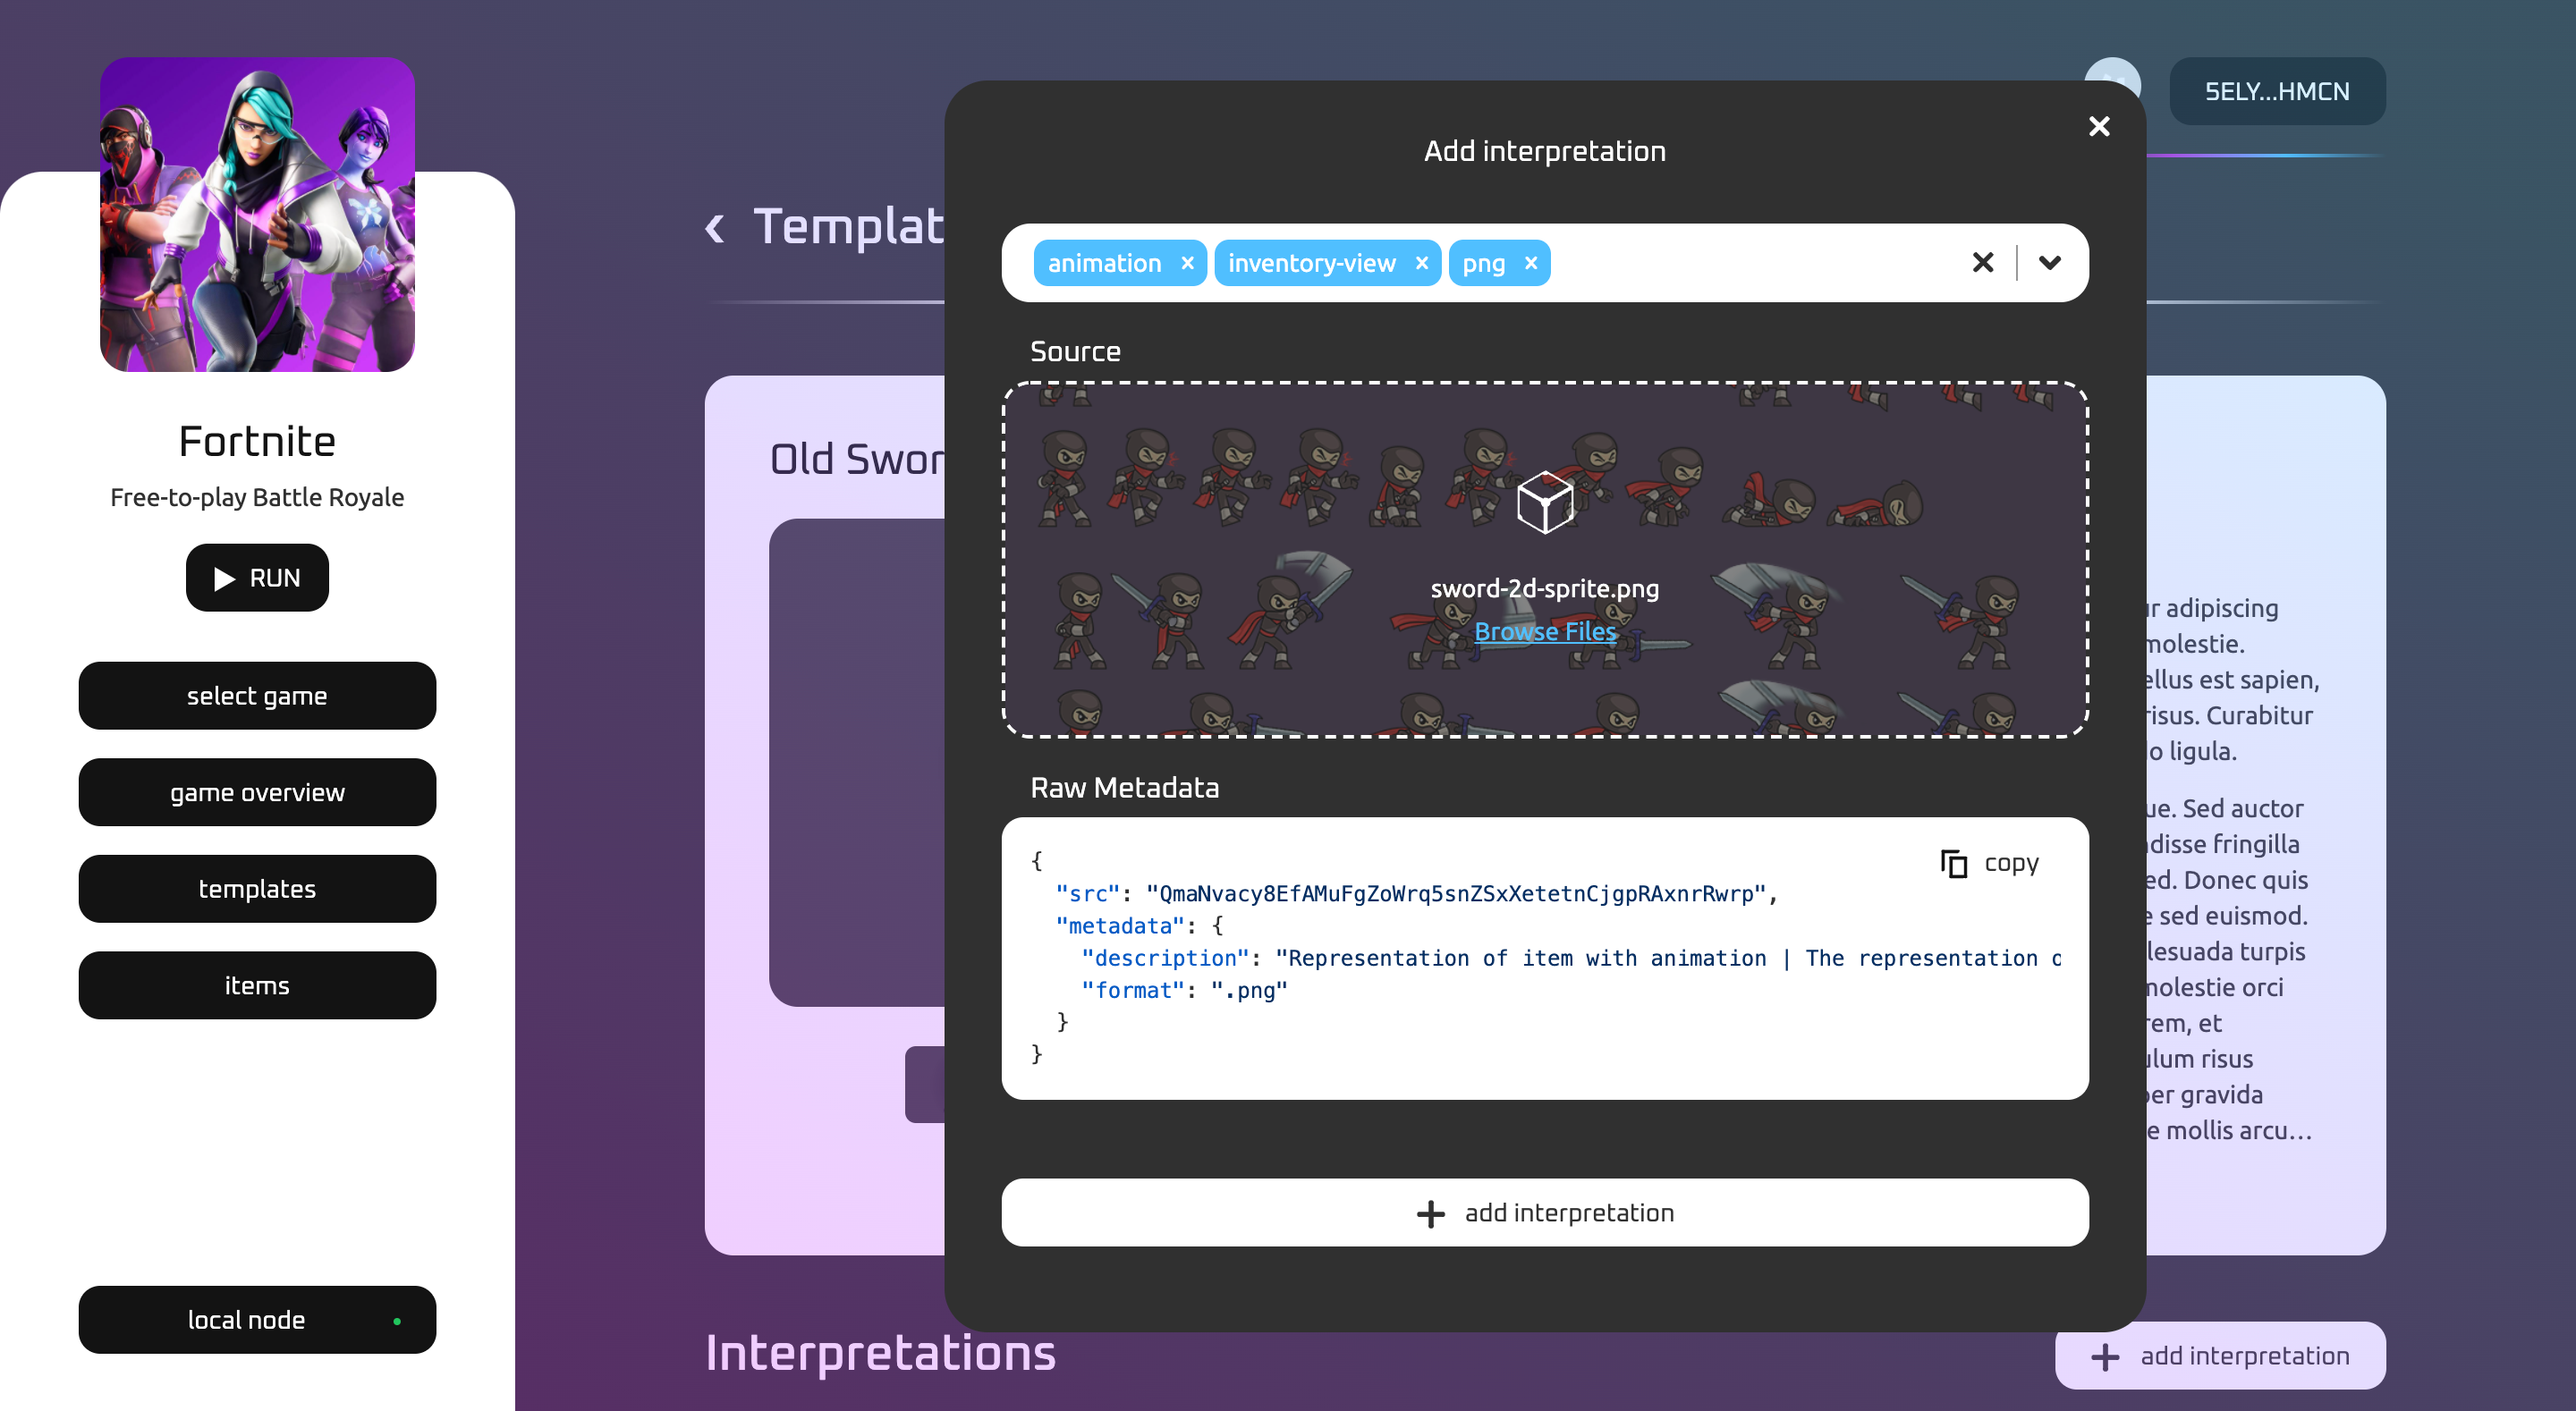 Fortnite
Free-to-play Battle Royale
RUN
select game
game overview
templates
items
local node
5ELY...HMCN
Templat
Old Swor
Add interpretation
animation
inventory-view
png
Source
sword-2d-sprite.png
Browse Files
Raw Metadada
copy
{
"src": "QmaNvacy8EfAMuFgZoWrq5snZSxXetetnCjgpRAxnrRwrp",
"metadata": {
"description": "Representation of item with animation | The representation o
"format": ".png"
}
}
add interpretation
adipiscing
molestie.
ellus est sapien,
risus. Curabitur
ligula.
ue. Sed auctor
disse fringilla
ed. Donec quis
e sed euismod.
lesuada turpis
molestie orci
rem, et
ulum risus
per gravida
e mollis arcu...
Interpretations
add interpretation